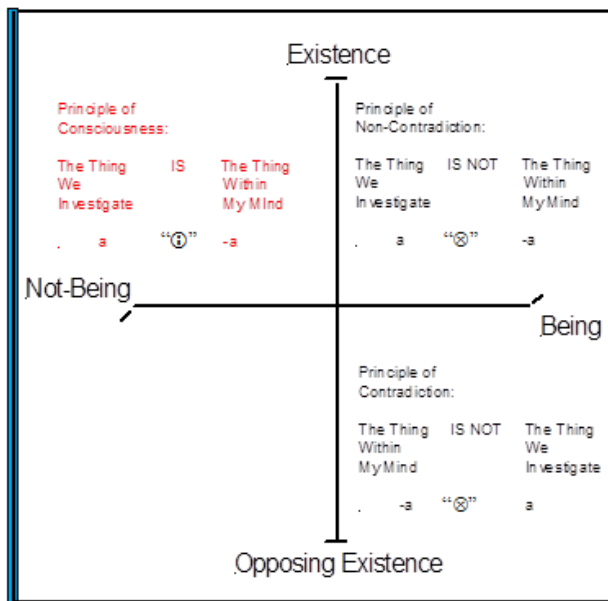 Existence
Principle of
Consciousness:
The Thing IS The Thing
We Within
Investigate My MInd
. a “①” -a
Principle of
Non-Contradiction:
The Thing IS NOT The Thing
We Within
Investigate My Mind
. a “⊗” -a
.Not-Being
Being
Principle of
Contradiction:
The Thing IS NOT The Thing
Within We
My Mind Investigate
. -a “⊗” a
.Opposing Existence